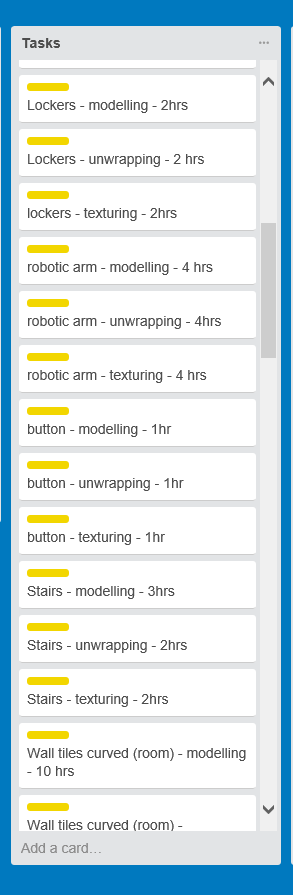 Tasks
Lockers - modelling - 2hrs
Lockers - unwrapping - 2 hrs
lockers - texturing - 2hrs
robotic arm - modelling - 4 hrs
robotic arm - unwrapping - 4hrs
robotic arm - texturing - 4 hrs
button - modelling - 1hr
button - unwrapping - 1hr
button - texturing - 1hr
Stairs - modelling - 3hrs
Stairs - unwrapping - 2hrs
Stairs - texturing - 2hrs
Wall tiles curved (room) - modelling
- 10 hrs
Wall tiles curved (room) -
Add a card…